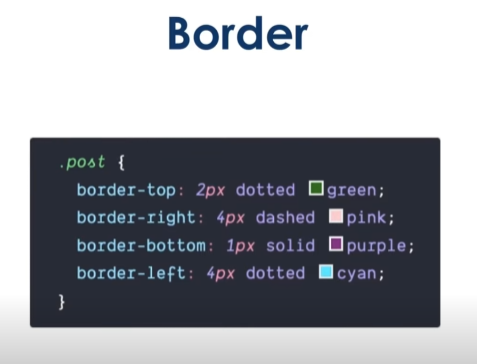 Border
.post {
border-top: 2px dotted green;
border-right: 4px dashed pink;
border-bottom: 1px solid purple;
border-left: 4px dotted cyan;
}